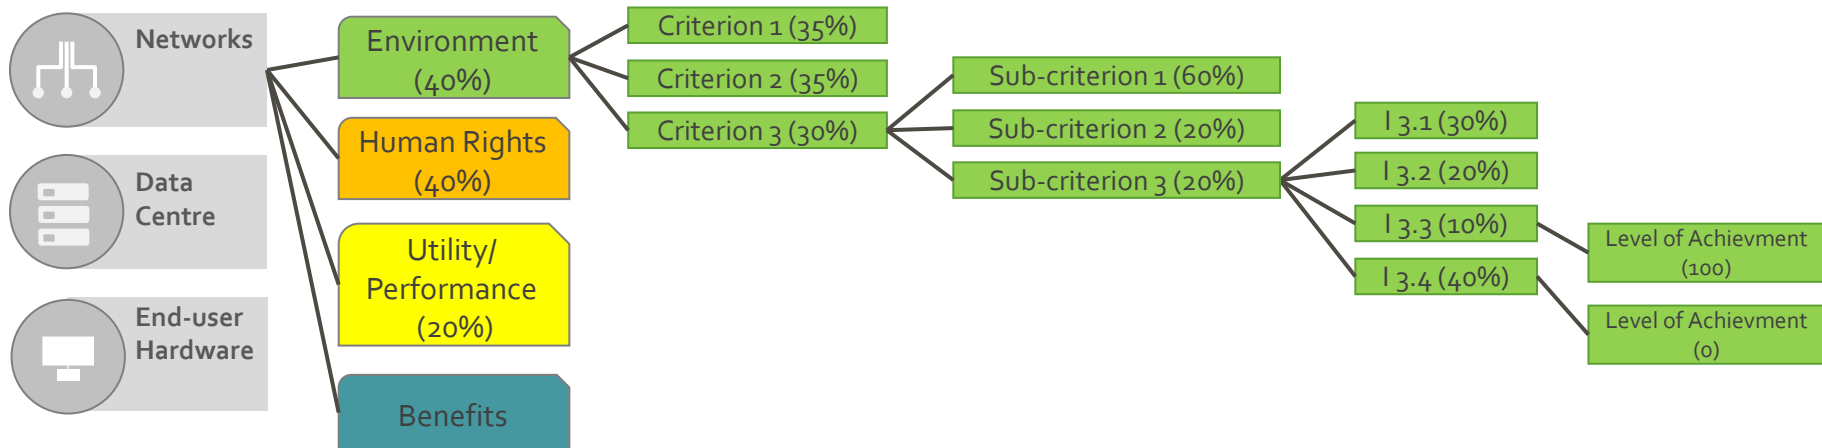 Networks
Data
Centre
End-user
Hardware
Environment
(40%)
Human Rights
(40%)
Utility/
Performance
(20%)
Benefits
Criterion 1 (35%)
Criterion 2 (35%)
Criterion 3 (30%)
Sub-criterion 1 (60%)
Sub-criterion 2 (20%)
Sub-criterion 3 (20%)
I 3.1 (30%)
I 3.2 (20%)
I 3.3 (10%)
I 3.4 (40%)
Level of Achievment
(100)
Level of Achievment
(0)